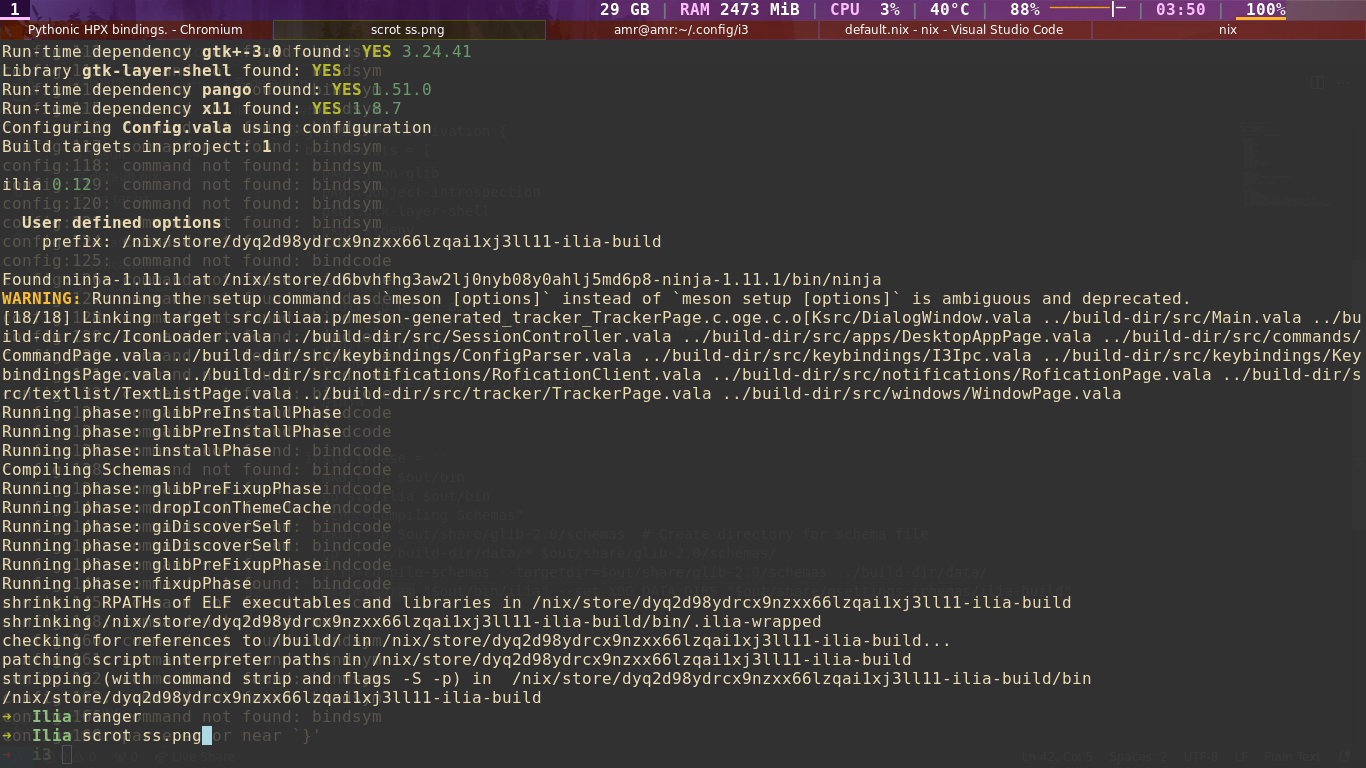 1 29 GB | RAM 2473 MiB | CPU 3% | 40°C | 88% | 03:50 | 100%
Pythonic HPX bindings. - Chromium scrot ss.png amr@amr:~/.config/i3 default.nix - nix - Visual Studio Code nix
Run-time dependency gtk+-3.0 found: YES 3.24.41
Library gtk-layer-shell found: YES
Run-time dependency pango found: YES 1.51.0
Run-time dependency x11 found: YES 1.8.7
Configuring Config.vala using configuration
Build targets in project: 1
config:118: command not found: bindsym
ilia 0.12
config:120: command not found: bindsym
User defined options
prefix: /nix/store/dyq2d98ydrcx9nzxx66lzqai1xj3ll11-ilia-build
config:125: command not found: bindcode
Found ninja-1.11.1 at /nix/store/d6bvhfhg3aw2lj0nyb08y0ahlj5md6p8-ninja-1.11.1/bin/ninja
WARNING: Running the setup command as `meson [options]` instead of `meson setup [options]` is ambiguous and deprecated.
[18/18] Linking target src/iliaia.p/meson-generated_tracker_TrackerPage.c.oge.c.o[Ksrc/DialogWindow.vala ../build-dir/src/Main.vala ../bu
ild-dir/src/IconLoader.vala ../build-dir/src/SessionController.vala ../build-dir/src/apps/DesktopAppPage.vala ../build-dir/src/commands/
CommandPage.vala ../build-dir/src/keybindings/ConfigParser.vala ../build-dir/src/keybindings/I3Ipc.vala ../build-dir/src/keybindings/Key
bindingsPage.vala ../build-dir/src/notifications/RoficationClient.vala ../build-dir/src/notifications/RoficationPage.vala ../build-dir/s
rc/textlist/TextListPage.vala ../build-dir/src/tracker/TrackerPage.vala ../build-dir/src/windows/WindowPage.vala
Running phase: glibPreInstallPhase
Running phase: glibPreInstallPhase
Running phase: installPhase
Compiling Schemas
Running phase: glibPreFixupPhase
Running phase: dropIconThemeCache
Running phase: giDiscoverSelf
Running phase: giDiscoverSelf
Running phase: glibPreFixupPhase
Running phase: fixupPhase
shrinking RPATHs of ELF executables and libraries in /nix/store/dyq2d98ydrcx9nzxx66lzqai1xj3ll11-ilia-build
shrinking /nix/store/dyq2d98ydrcx9nzxx66lzqai1xj3ll11-ilia-build/bin/.ilia-wrapped
checking for references to /build/ in /nix/store/dyq2d98ydrcx9nzxx66lzqai1xj3ll11-ilia-build...
patching script interpreter paths in /nix/store/dyq2d98ydrcx9nzxx66lzqai1xj3ll11-ilia-build
stripping (with command strip and flags -S -p) in  /nix/store/dyq2d98ydrcx9nzxx66lzqai1xj3ll11-ilia-build/bin
/nix/store/dyq2d98ydrcx9nzxx66lzqai1xj3ll11-ilia-build
➜ Ilia ranger
➜ Ilia scrot ss.png
➜ i3